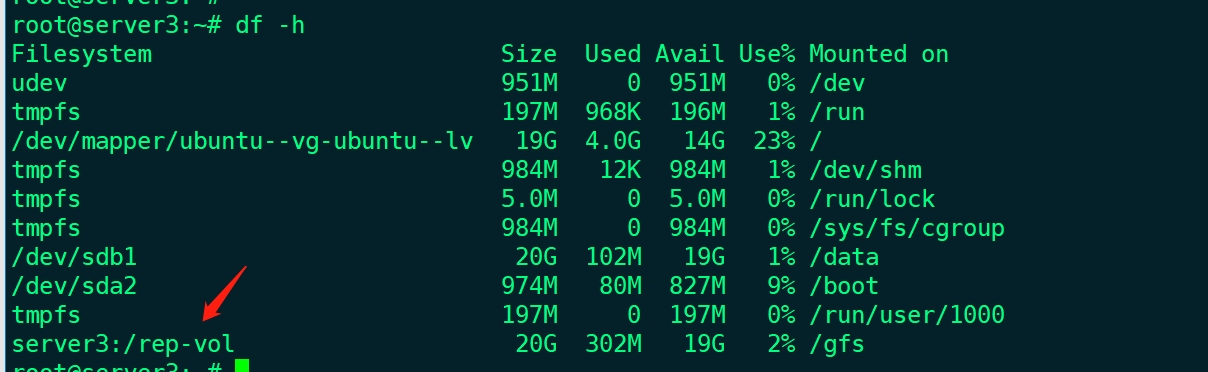 root@server3:~#
root@server3:~# df -h
Filesystem                         Size  Used Avail Use% Mounted on
udev                               951M     0  951M   0% /dev
tmpfs                              197M  968K  196M   1% /run
/dev/mapper/ubuntu--vg-ubuntu--lv   19G  4.0G   14G  23% /
tmpfs                              984M   12K  984M   1% /dev/shm
tmpfs                              5.0M     0  5.0M   0% /run/lock
tmpfs                              984M     0  984M   0% /sys/fs/cgroup
/dev/sdb1                           20G  102M   19G   1% /data
/dev/sda2                          974M   80M  827M   9% /boot
tmpfs                              197M     0  197M   0% /run/user/1000
server3:/rep-vol                    20G  302M   19G   2% /gfs
root@server3:~#